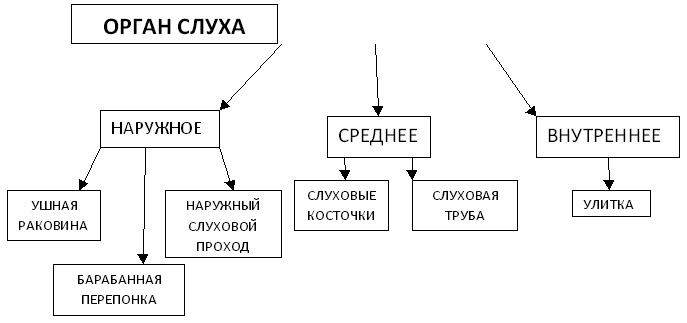 ОРГАН СЛУХА
НАРУЖНОЕ
СРЕДНЕЕ
ВНУТРЕННЕЕ
УШНАЯ
РАКОВИНА
НАРУЖНЫЙ
СЛУХОВОЙ
ПРОХОД
СЛУХОВЫЕ
КОСТОЧКИ
СЛУХОВАЯ
ТРУБА
УЛИТКА
БАРАБАННАЯ
ПЕРЕПОНКА